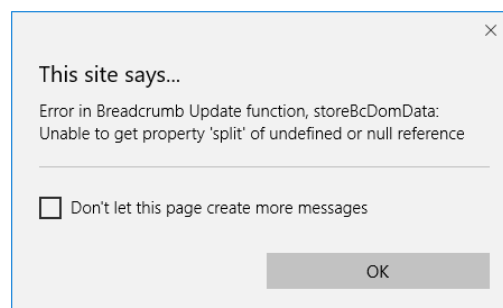 This site says...
Error in Breadcrumb Update function, storeBcDomData:
Unable to get property 'split' of undefined or null reference
Don't let this page create more messages
OK